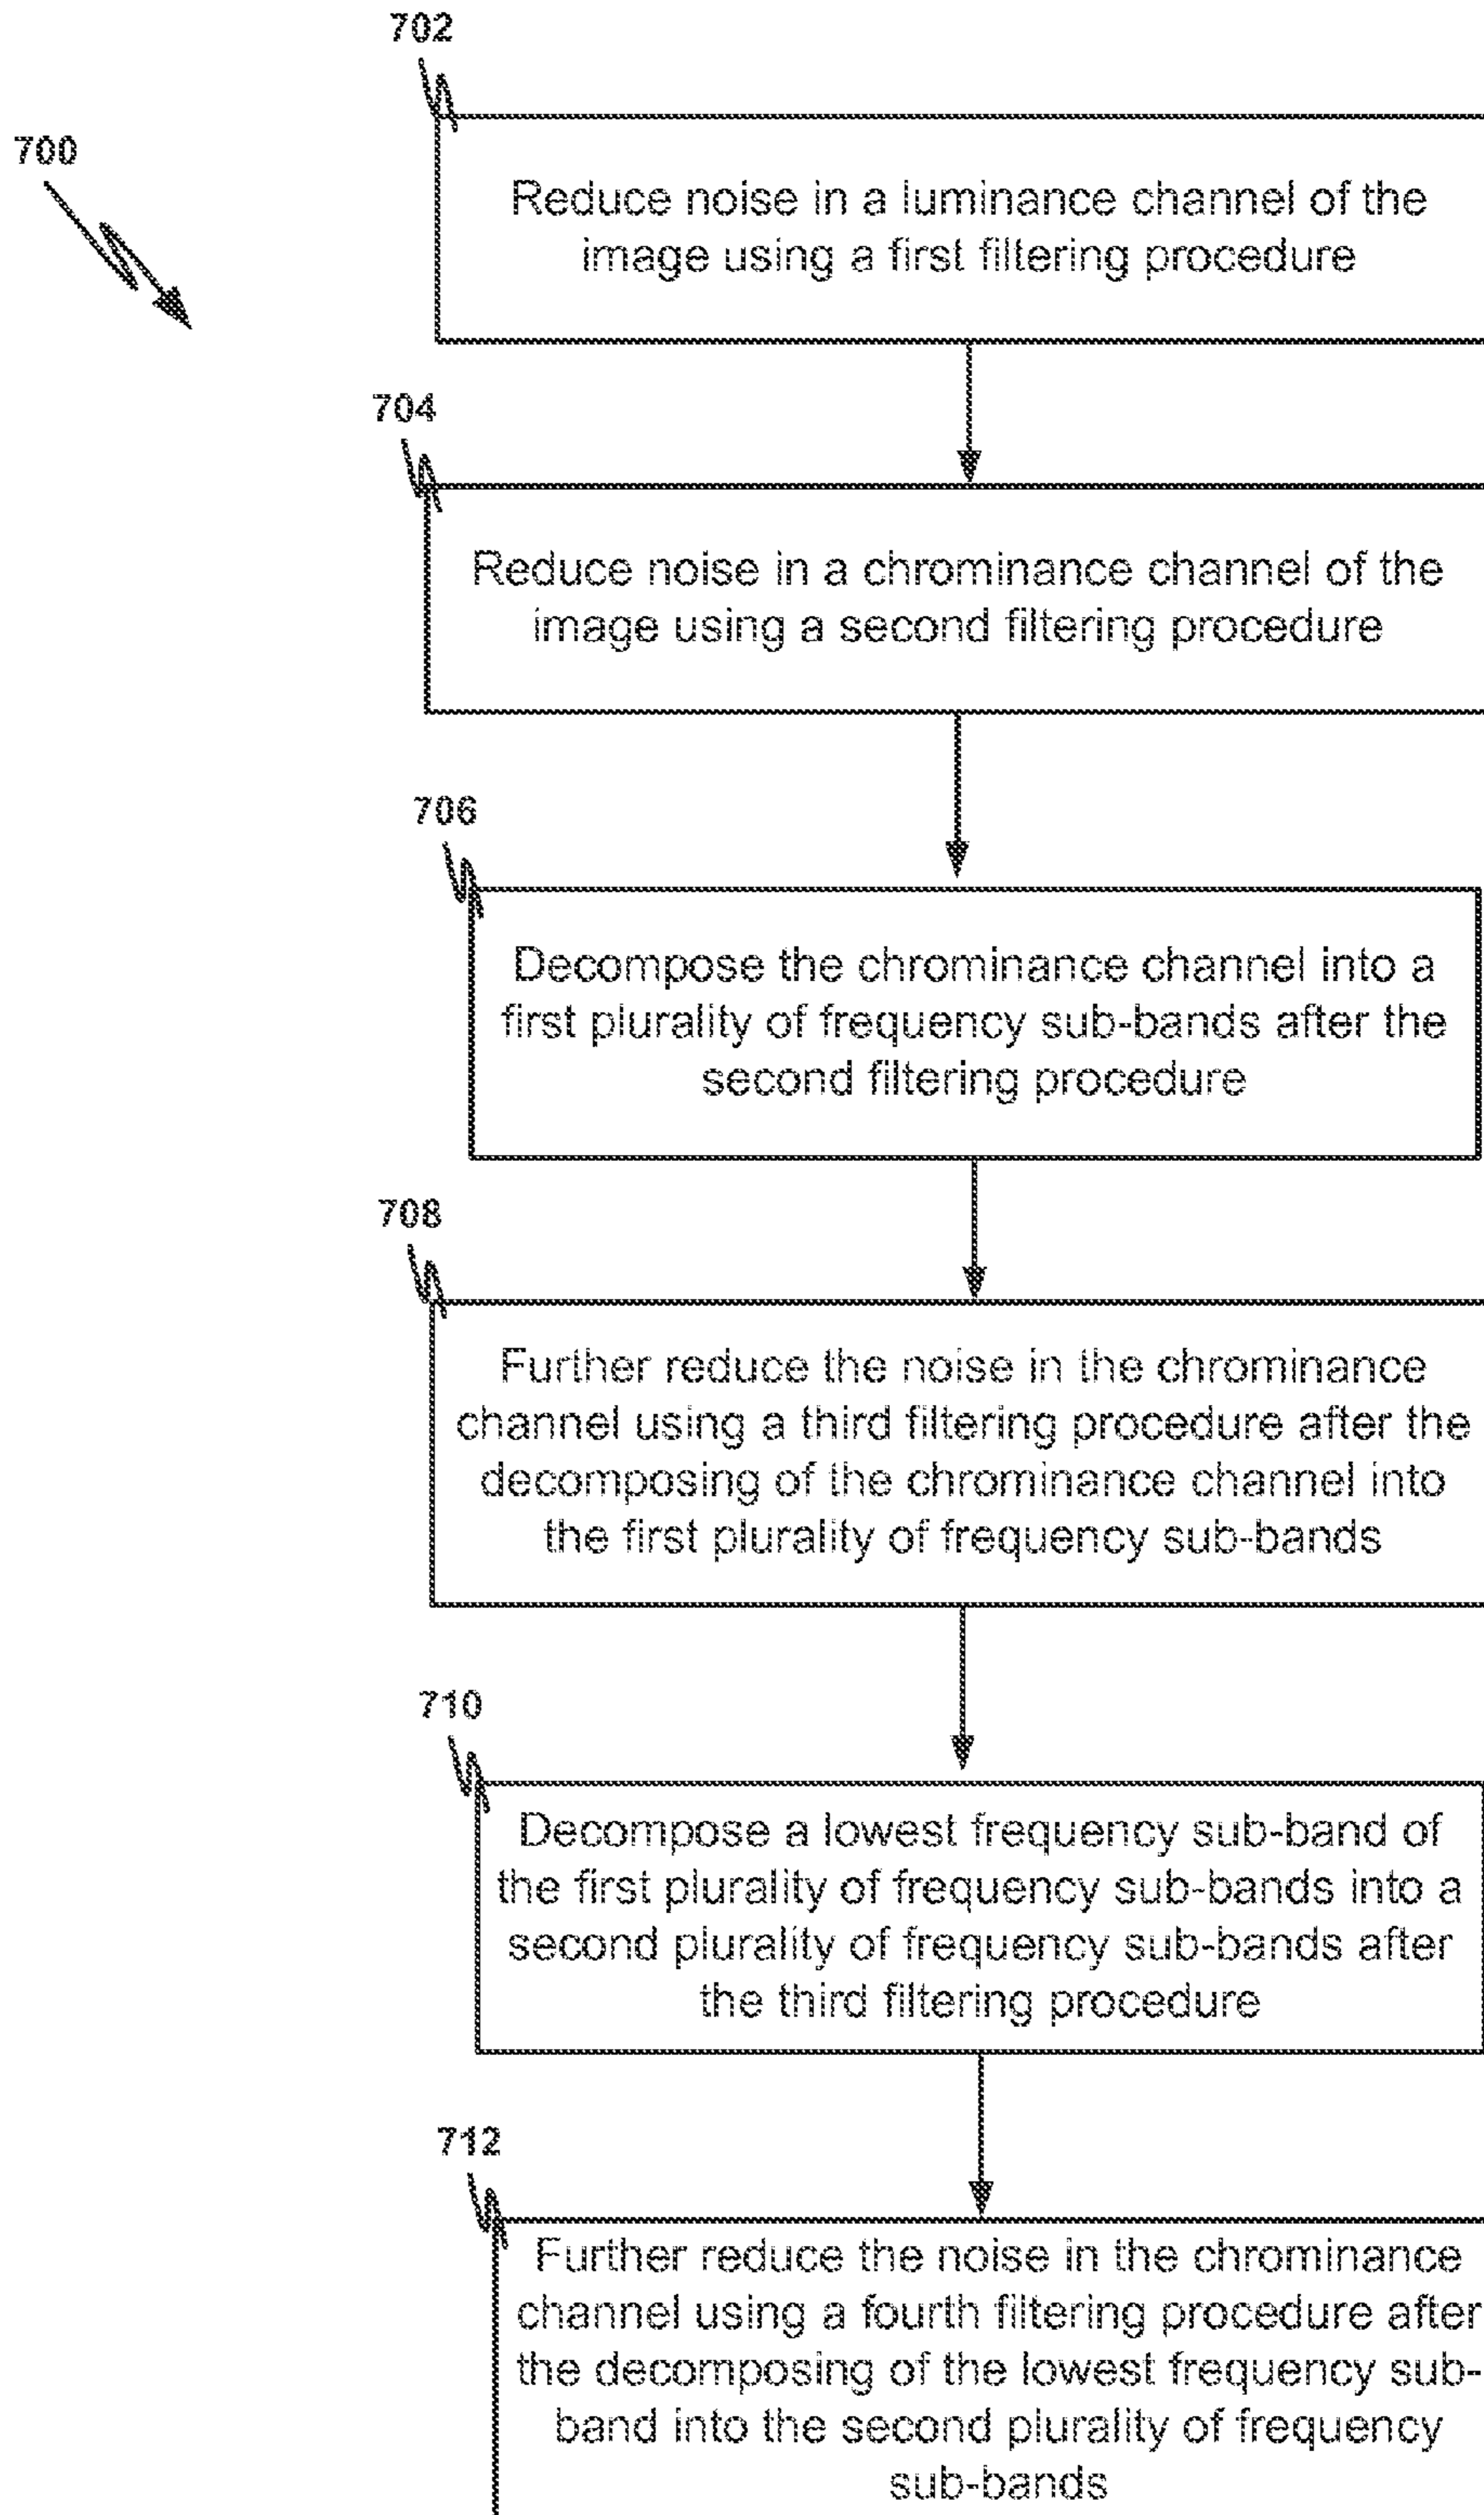 702
700
Reduce noise in a luminance channel of the
image using a first filtering procedure
704
Reduce noise in a chrominance channel of the
image using a second filtering procedure
706
Decompose the chrominance channel into a
first plurality of frequency sub-bands after the
second filtering procedure
708
Further reduce the noise in the chrominance
channel using a third filtering procedure after the
decomposing of the chrominance channel into
the first plurality of frequency sub-bands
710
Decompose a lowest frequency sub-band of
the first plurality of frequency sub-bands into a
second plurality of frequency sub-bands after
the third filtering procedure
712
Further reduce the noise in the chrominance
channel using a fourth filtering procedure after
the decomposing of the lowest frequency sub-
band into the second plurality of frequency
sub-bands